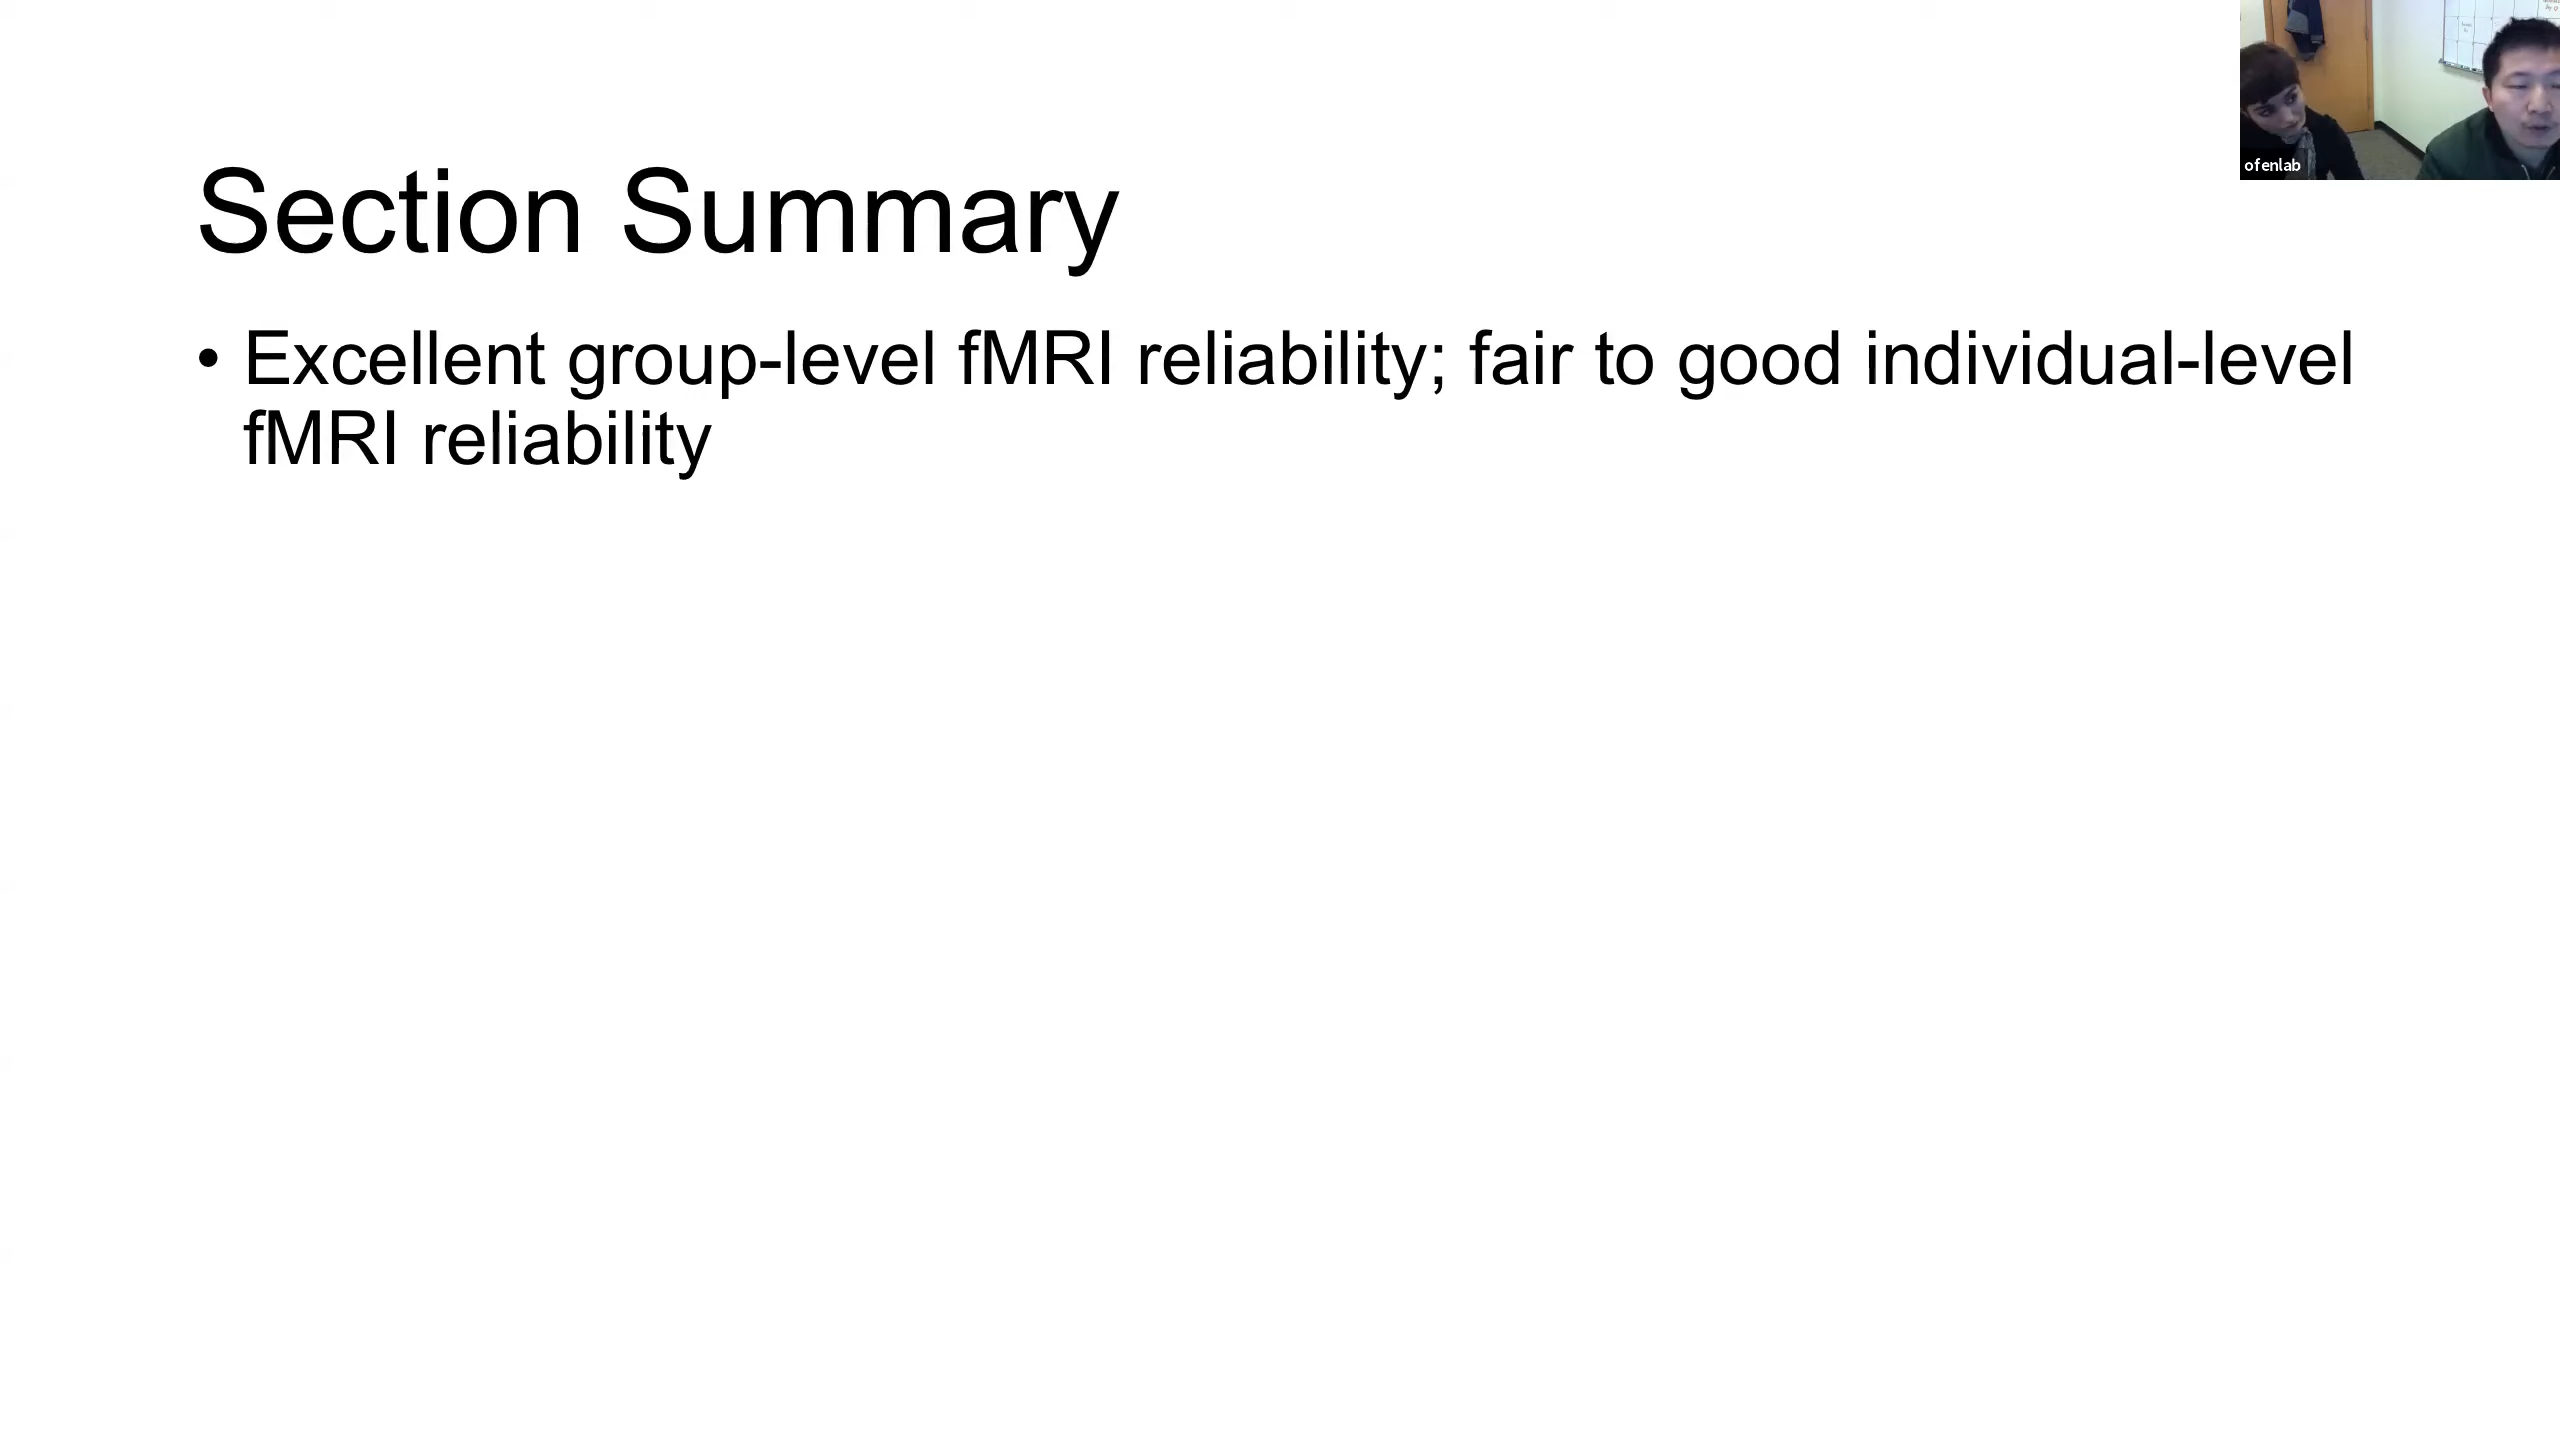 Section Summary
• Excellent group-level fMRI reliability; fair to good individual-level
fMRI reliability
ofenlab